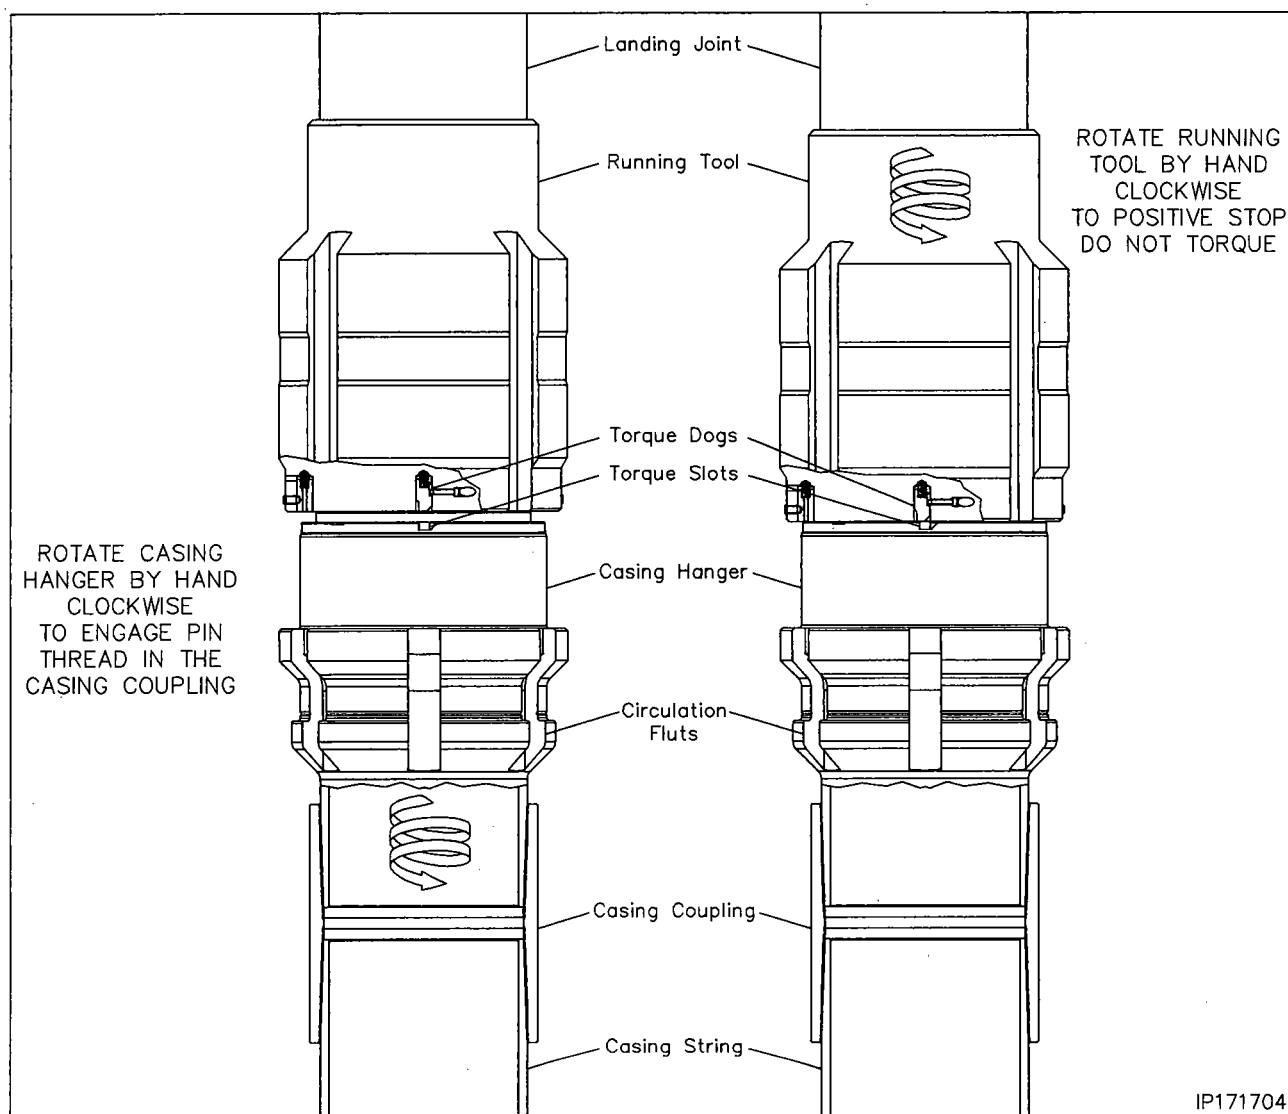 Landing Joint
Running Tool
ROTATE RUNNING
TOOL BY HAND
CLOCKWISE
TO POSITIVE STOP
DO NOT TORQUE
Torque Dogs
Torque Slots
ROTATE CASING
HANGER BY HAND
CLOCKWISE
TO ENGAGE PIN
THREAD IN THE
CASING COUPLING
Casing Hanger
Circulation
Fluts
Casing Coupling
Casing String
IP171704